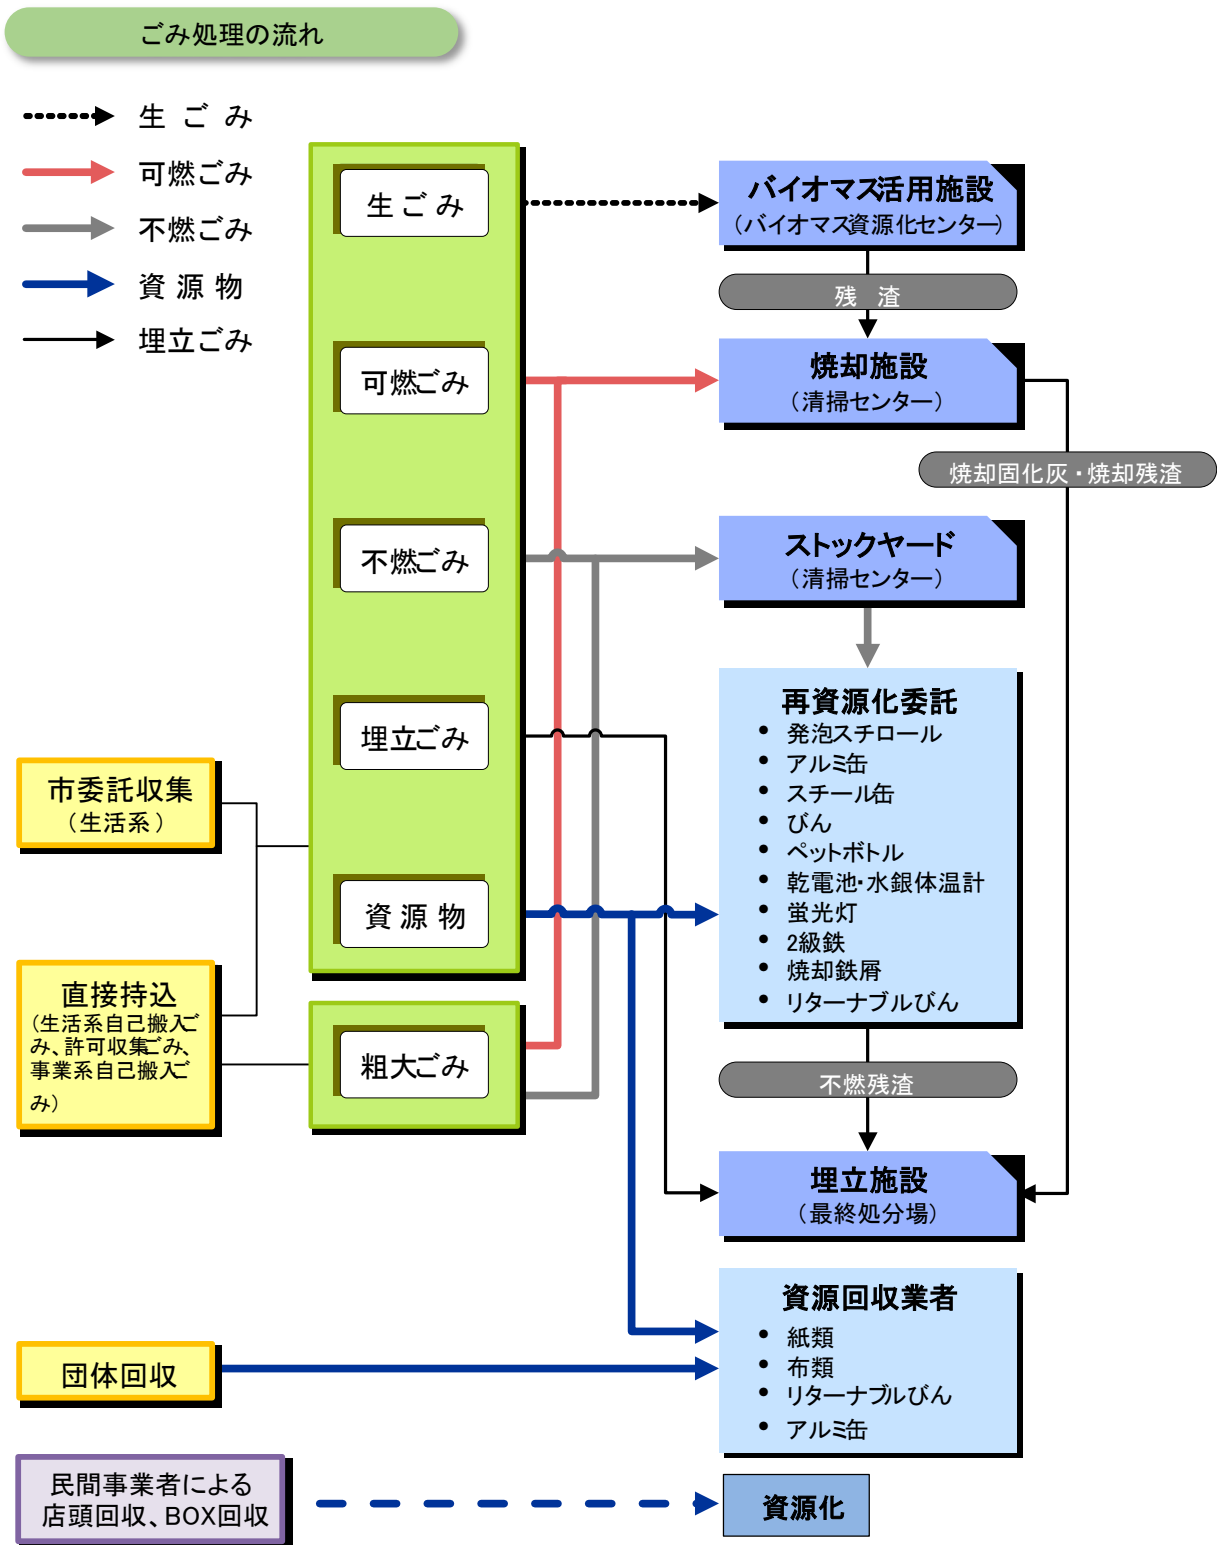 ごみ処理の流れ
生ごみ
可燃ごみ
不燃ごみ
資源物
埋立ごみ
生ごみ
可燃ごみ
不燃ごみ
埋立ごみ
資源物
粗大ごみ
市委託収集
（生活系）
直接持込
（生活系自己搬入ご
み、許可収集ごみ、
事業系自己搬入ご
み）
団体回収
民間事業者による
店頭回収、BOX回収
バイオマス活用施設
（バイオマス資源化センター）
残　渣
焼却施設
（清掃センター）
焼却固化灰・焼却残渣
ストックヤード
（清掃センター）
再資源化委託
• 発泡スチロール
• アルミ缶
• スチール缶
• びん
• ペットボトル
• 乾電池・水銀体温計
• 蛍光灯
• 2級鉄
• 焼却鉄屑
• リターナブルびん
不燃残渣
埋立施設
（最終処分場）
資源回収業者
• 紙類
• 布類
• リターナブルびん
• アルミ缶
資源化